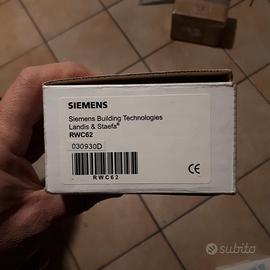 SIEMENS
Siemens Building Technologies
Landis & Staefa®
RWC62
030930D
RWC62
CE
subito